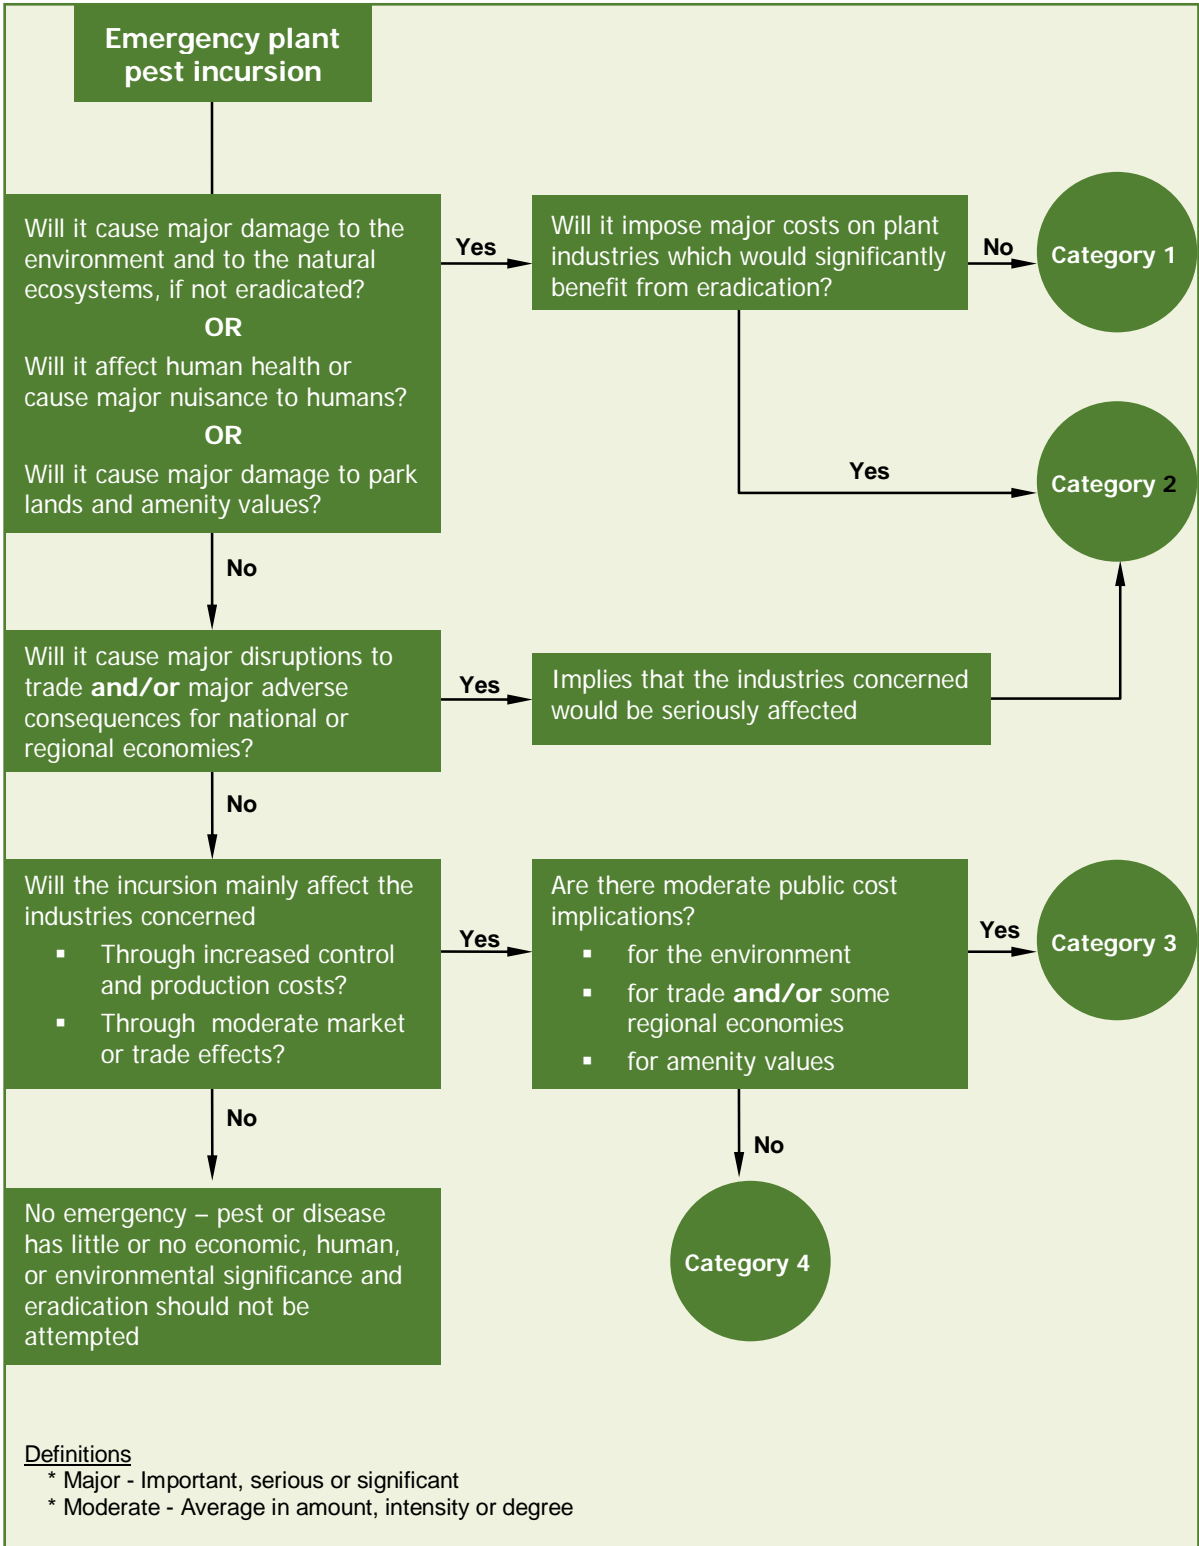 Emergency plant
pest incursion
Will it cause major damage to the
environment and to the natural
ecosystems, if not eradicated?
OR
Will it affect human health or
cause major nuisance to humans?
OR
Will it cause major damage to park
lands and amenity values?
Yes
Will it impose major costs on plant
industries which would significantly
benefit from eradication?
No
Category 1
Yes
Category 2
No
Will it cause major disruptions to
trade and/or major adverse
consequences for national or
regional economies?
Yes
Implies that the industries concerned
would be seriously affected
No
Will the incursion mainly affect the
industries concerned
▪ Through increased control
and production costs?
▪ Through moderate market
or trade effects?
Yes
Are there moderate public cost
implications?
▪ for the environment
▪ for trade and/or some
regional economies
▪ for amenity values
Yes
Category 3
No
No
Category 4
No emergency – pest or disease
has little or no economic, human,
or environmental significance and
eradication should not be
attempted
Definitions
* Major - Important, serious or significant
* Moderate - Average in amount, intensity or degree